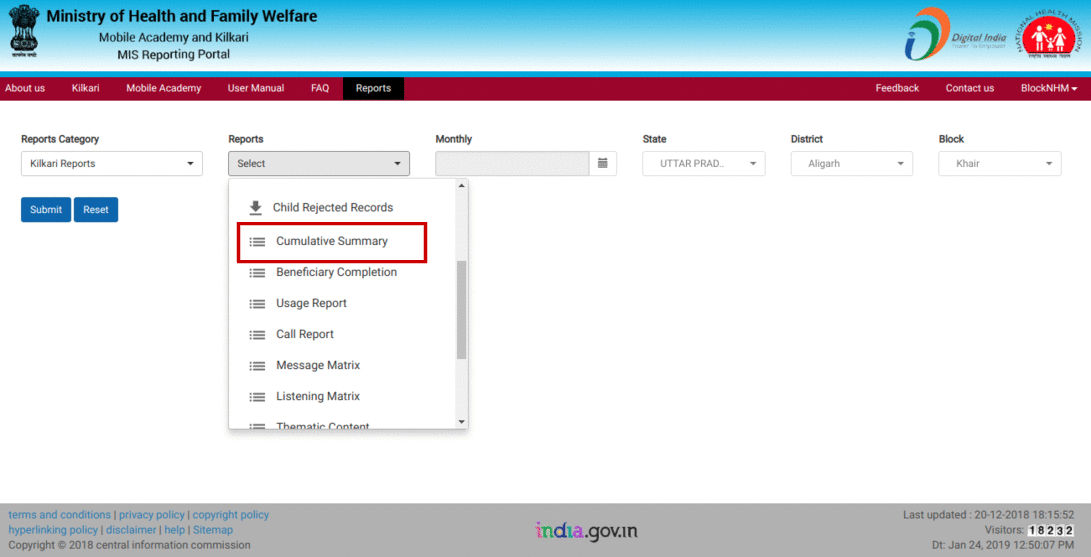 Ministry of Health and Family Welfare
Mobile Academy and Kilkari
MIS Reporting Portal
Digital India
Power To Empower
NATIONAL HEALTH MISSION
About us Kilkari Mobile Academy User Manual FAQ Reports Feedback Contact us BlockNHM
Reports Category Reports Monthly State District Block
Kilkari Reports Select UTTAR PRAD.. Aligarh Khair
Submit Reset
Child Rejected Records
Cumulative Summary
Beneficiary Completion
Usage Report
Call Report
Message Matrix
Listening Matrix
Thematic Content
terms and conditions | privacy policy | copyright policy
hyperlinking policy | disclaimer | help | Sitemap
Copyright © 2018 central information commission
india.gov.in
Last updated : 20-12-2018 18:15:52
Visitors: 18232
Dt: Jan 24, 2019 12:50:07 PM